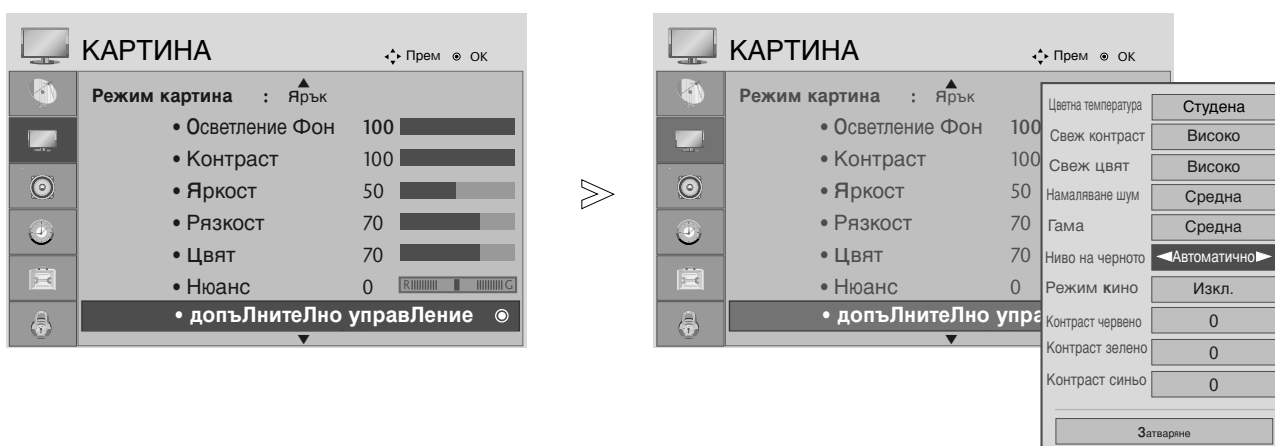 КАРТИНА
Прем ОК
Режим картина : Ярък
• Осветление Фон 100
• Контраст 100
• Яркост 50
• Рязкост 70
• Цвят 70
• Нюанс 0 R G
• допъЛнитеЛно управЛение
КАРТИНА
Прем ОК
Режим картина : Ярък
• Осветление Фон 100
• Контраст 100
• Яркост 50
• Рязкост 70
• Цвят 70
• Нюанс 0
• допъЛнитеЛно упра
Цветна температура Студена
Свеж контраст Високо
Свеж цвят Високо
Намаляване шум Средна
Гама Средна
Ниво на черното Автоматично
Режим кино Изкл.
Контраст червено 0
Контраст зелено 0
Контраст синьо 0
Затваряне